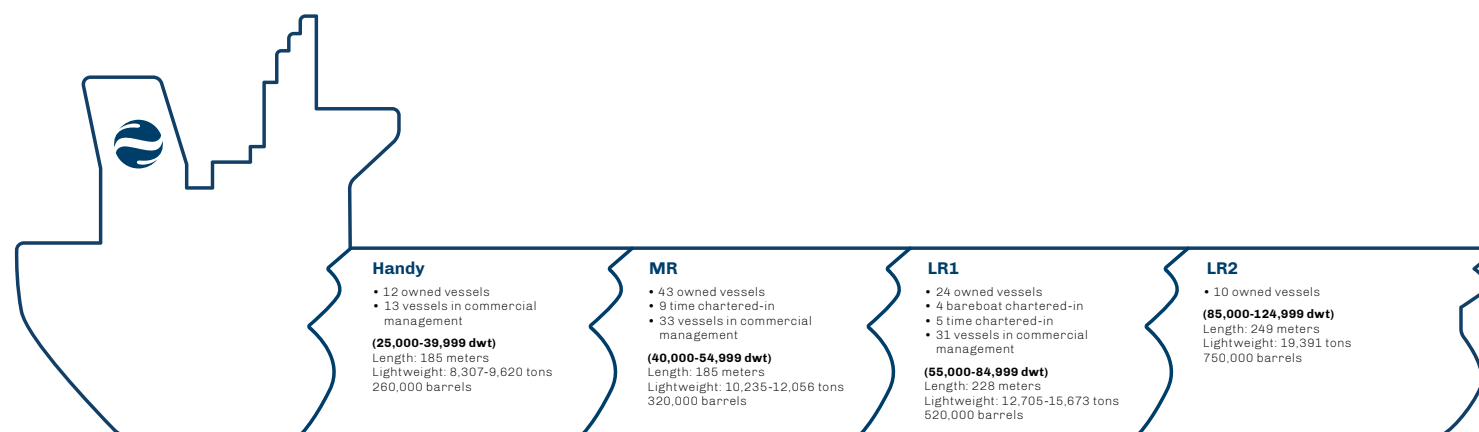 Handy
• 12 owned vessels
• 13 vessels in commercial
management
(25,000-39,999 dwt)
Length: 185 meters
Lightweight: 8,307-9,620 tons
260,000 barrels
MR
• 43 owned vessels
• 9 time chartered-in
• 33 vessels in commercial
management
(40,000-54,999 dwt)
Length: 185 meters
Lightweight: 10,235-12,056 tons
320,000 barrels
LR1
• 24 owned vessels
• 4 bareboat chartered-in
• 5 time chartered-in
• 31 vessels in commercial
management
(55,000-84,999 dwt)
Length: 228 meters
Lightweight: 12,705-15,673 tons
520,000 barrels
LR2
• 10 owned vessels
(85,000-124,999 dwt)
Length: 249 meters
Lightweight: 19,391 tons
750,000 barrels